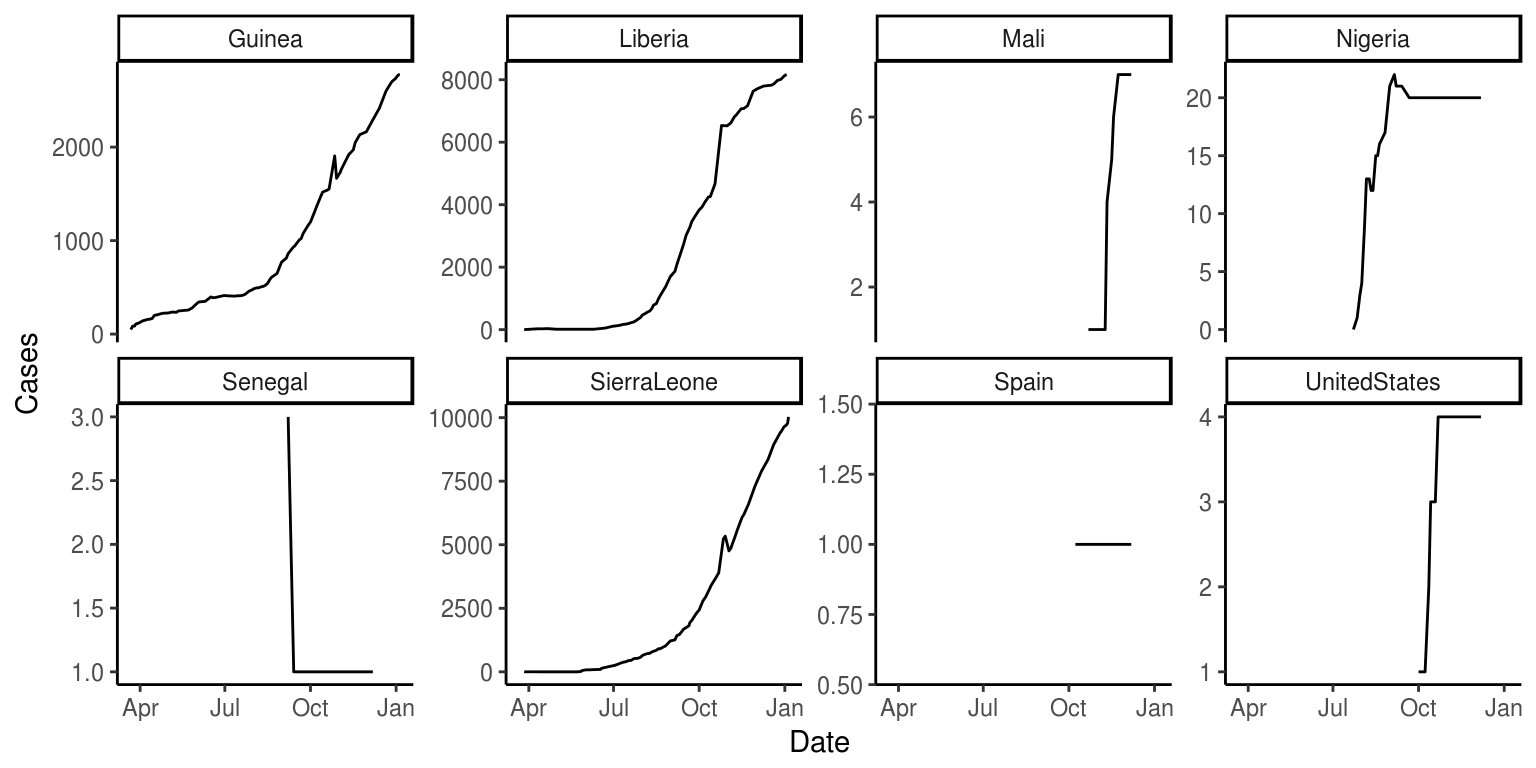 Guinea Liberia Mali Nigeria
8000
2000 6000 6 20
15
4000 4 10
1000
2000 2 5
0 0 0
Cases
Senegal SierraLeone Spain UnitedStates
3.0 10000 1.50 4
2.5 7500 1.25 3
2.0 5000 1.00
1.5 2500 0.75 2
1.0 0 0.50 1
Apr Jul Oct Jan Apr Jul Oct Jan Apr Jul Oct Jan Apr Jul Oct Jan
Date